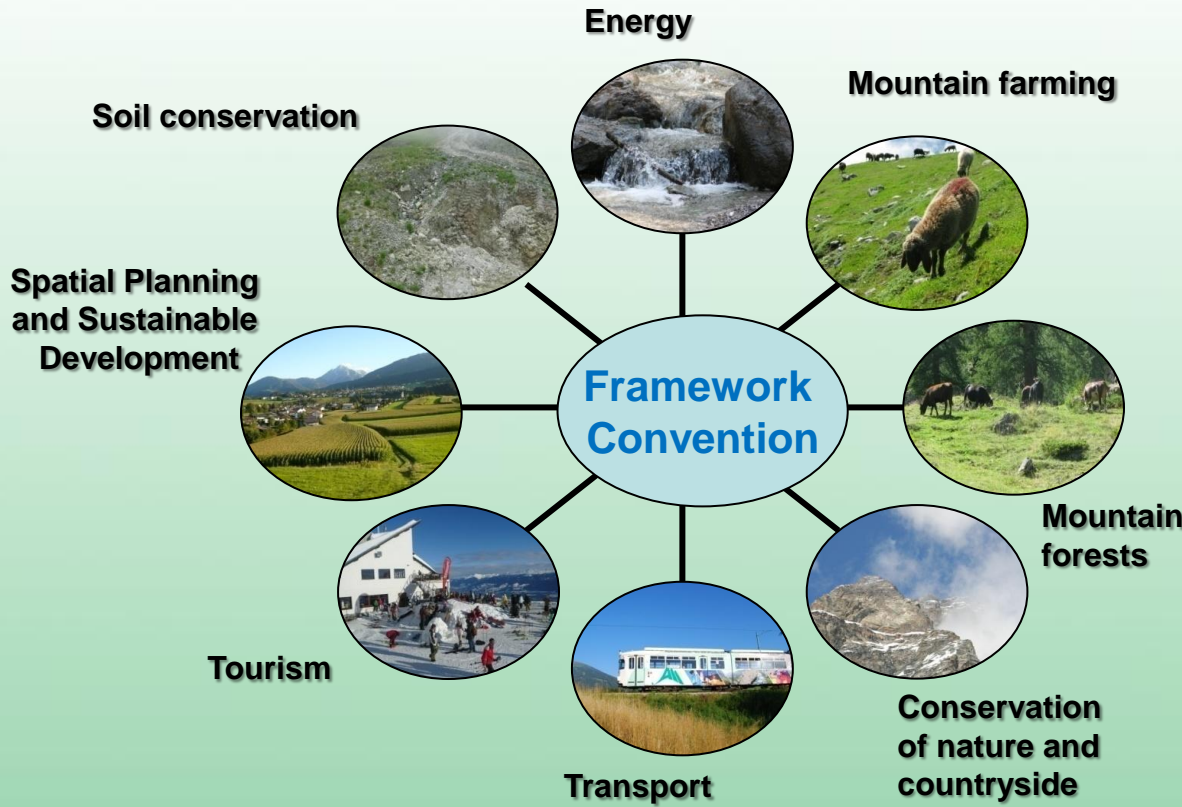 Energy
Mountain farming
Soil conservation
Spatial Planning
and Sustainable
Development
Framework
Convention
Mountain
forests
Tourism
Conservation
of nature and
countryside
Transport